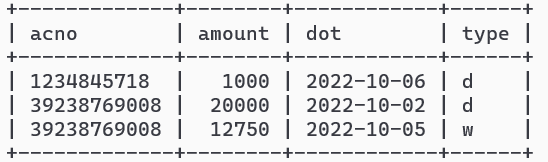 +-------------+--------+------------+------+
| acno        | amount | dot        | type |
+-------------+--------+------------+------+
| 1234845718  |   1000 | 2022-10-06 | d    |
| 39238769008 |  20000 | 2022-10-02 | d    |
| 39238769008 |  12750 | 2022-10-05 | w    |
+-------------+--------+------------+------+